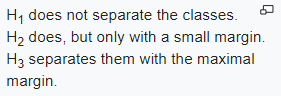 H₁ does not separate the classes.
H₂ does, but only with a small margin.
H₃ separates them with the maximal
margin.